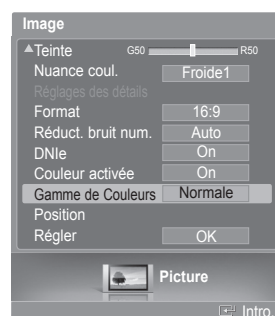 Image
Teinte G50 R50
Nuance coul. Froide1
Réglages des détails
Format 16:9
Réduct. bruit num. Auto
DNIe On
Couleur activée On
Gamme de Couleurs Normale
Position
Régler OK
Picture
Intro.